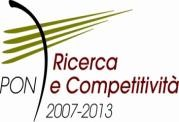 Ricerca
PON e Competitività
2007-2013